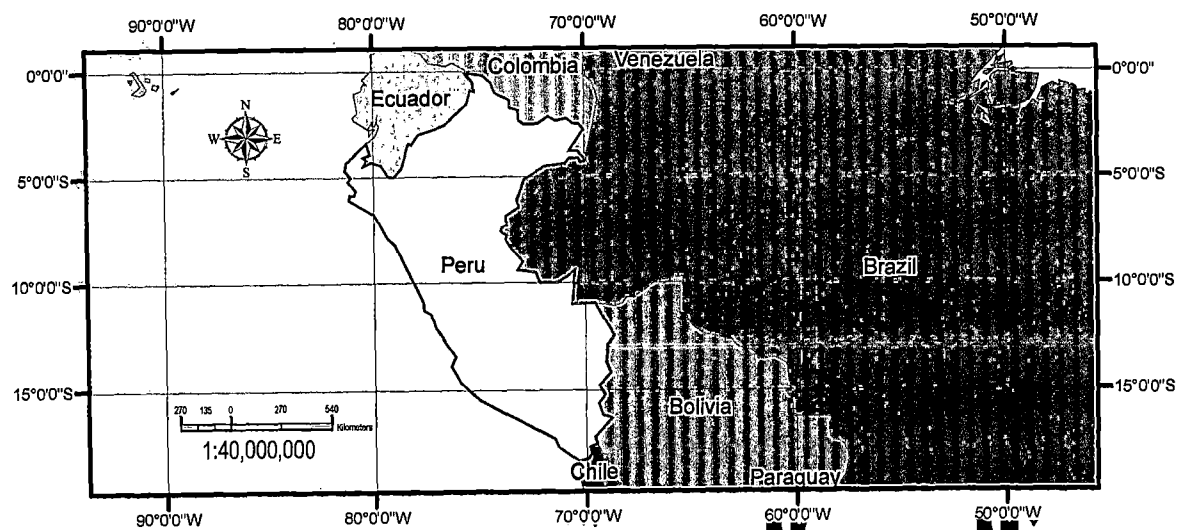 90°0'0"W 80°0'0"W 70°0'0"W 60°0'0"W 50°0'0"W
0°0'0" Colombia Venezuela 0°0'0"
Ecuador
N
W E
S
5°0'0"S 5°0'0"S
Peru Brazil
10°0'0"S 10°0'0"S
15°0'0"S 15°0'0"S
Bolivia
270 135 0 270 540
Kilometers
1:40,000,000
Chile Paraguay
90°0'0"W 80°0'0"W 70°0'0"W 60°0'0"W 50°0'0"W